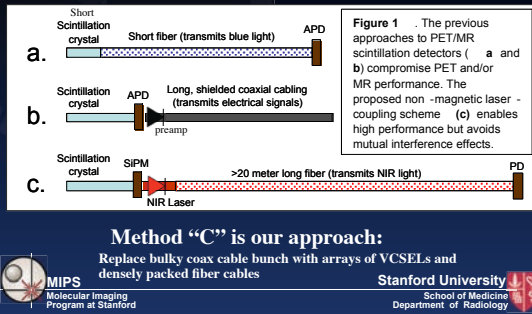 Short
Scintillation
crystal
Short fiber (transmits blue light)
APD
a.
Scintillation
crystal
APD
Long, shielded coaxial cabling
(transmits electrical signals)
b.
preamp
Scintillation
crystal
SiPM
>20 meter long fiber (transmits NIR light)
PD
c.
NIR Laser
Figure 1 . The previous
approaches to PET/MR
scintillation detectors ( a and
b) compromise PET and/or
MR performance. The
proposed non -magnetic laser -
coupling scheme (c) enables
high performance but avoids
mutual interference effects.
Method “C” is our approach:
Replace bulky coax cable bunch with arrays of VCSELs and
densely packed fiber cables
MIPS
Molecular Imaging
Program at Stanford
Stanford University
School of Medicine
Department of Radiology